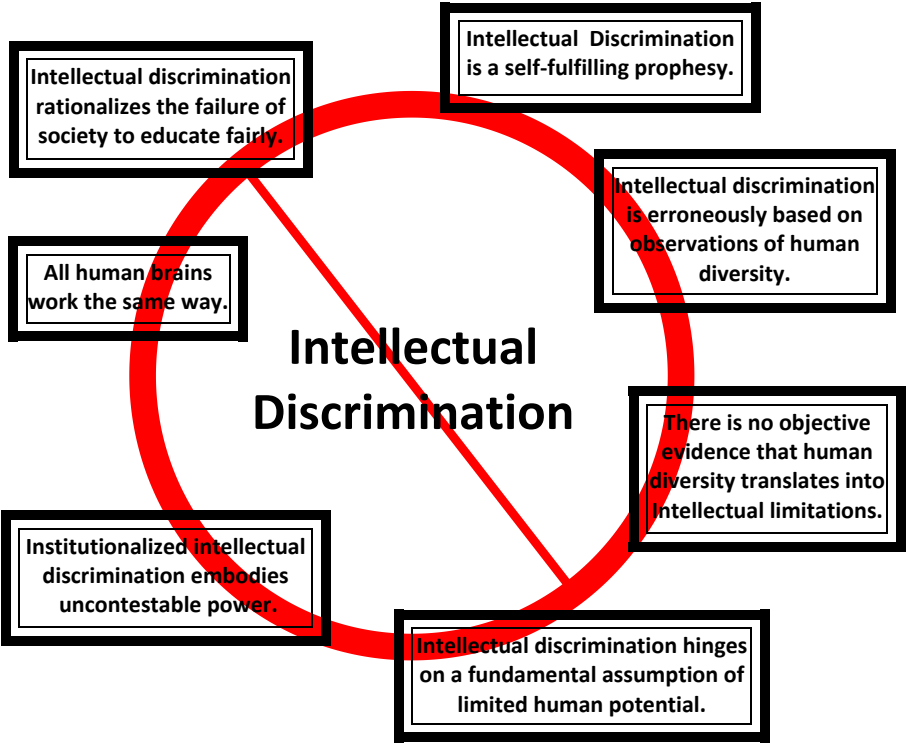 Intellectual Discrimination
is a self-fulfilling prophesy.
Intellectual discrimination
rationalizes the failure of
society to educate fairly.
Intellectual discrimination
is erroneously based on
observations of human
diversity.
All human brains
work the same way.
Intellectual
Discrimination
There is no objective
evidence that human
diversity translates into
Intellectual limitations.
Institutionalized intellectual
discrimination embodies
uncontestable power.
Intellectual discrimination hinges
on a fundamental assumption of
limited human potential.